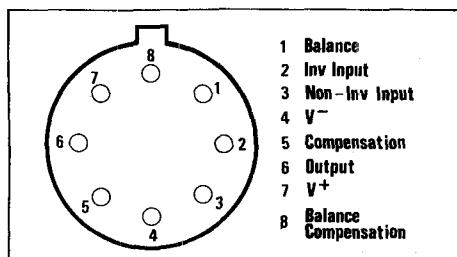 8
7
1
6
2
5
3
4
1 Balance
2 Inv Input
3 Non-Inv Input
4 V⁻
5 Compensation
6 Output
7 V⁺
8 Balance
Compensation